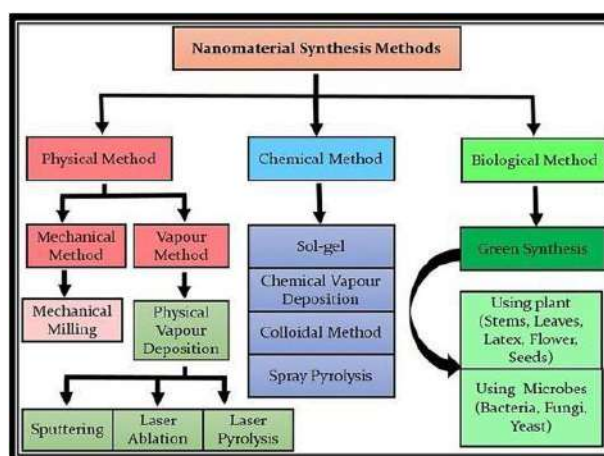 Nanomaterial Synthesis Methods
Physical Method
Chemical Method
Biological Method
Mechanical
Method
Vapour
Method
Mechanical
Milling
Physical
Vapour
Deposition
Sputtering
Laser
Ablation
Laser
Pyrolysis
Sol-gel
Chemical Vapour
Deposition
Colloidal Method
Spray Pyrolysis
Green Synthesis
Using plant
(Stems, Leaves,
Latex, Flower,
Seeds)
Using Microbes
(Bacteria, Fungi,
Yeast)